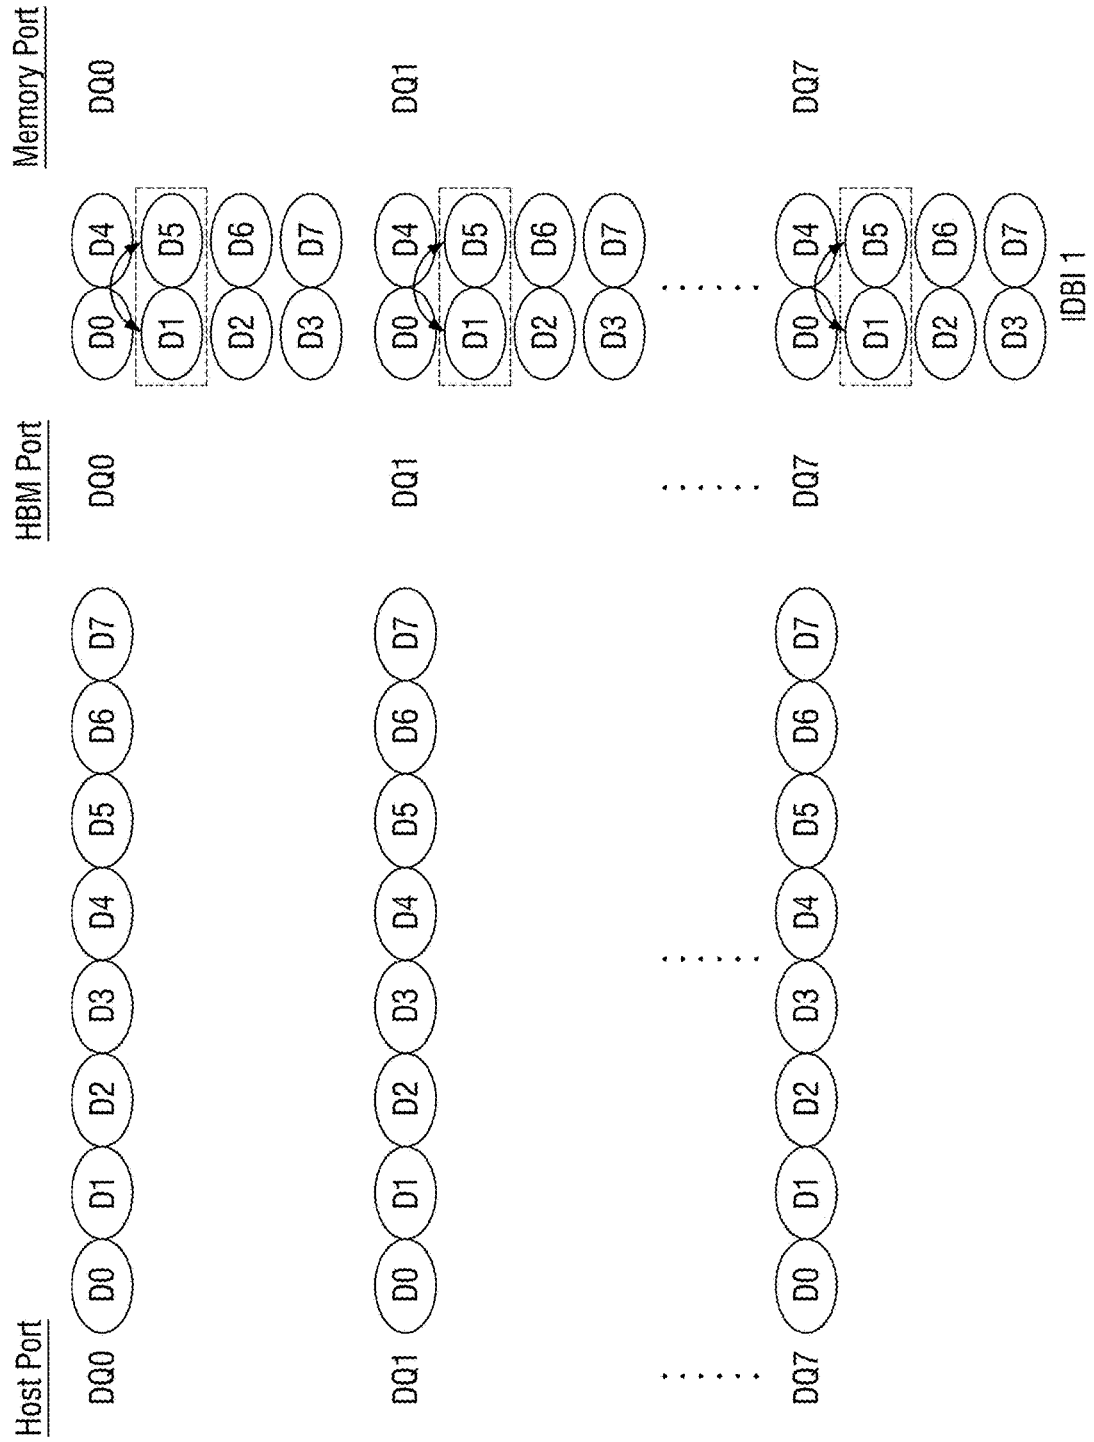 Host Port HBM Port Memory Port
DQ0 D0 D1 D2 D3 D4 D5 D6 D7 DQ0 D0 D4 DQ0
D1 D5
D2 D6
D3 D7
DQ1 D0 D1 D2 D3 D4 D5 D6 D7 DQ1 D0 D4 DQ1
D1 D5
D2 D6
D3 D7
DQ7 D0 D1 D2 D3 D4 D5 D6 D7 DQ7 D0 D4 DQ7
D1 D5
D2 D6
D3 D7
IDBI 1